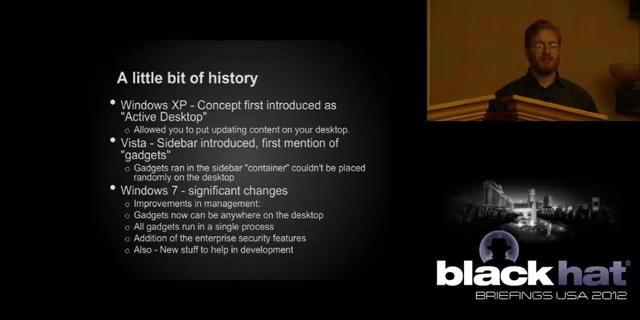 A little bit of history
Windows XP - Concept first introduced as
"Active Desktop"
Allowed you to put updating content on your desktop.
Vista - Sidebar introduced, first mention of
"gadgets"
Gadgets ran in the sidebar "container" couldn't be placed
randomly on the desktop
Windows 7 - significant changes
Improvements in management:
Gadgets now can be anywhere on the desktop
All gadgets run in a single process
Addition of the enterprise security features
Also - New stuff to help in development
black hat®
BRIEFINGS USA 2012